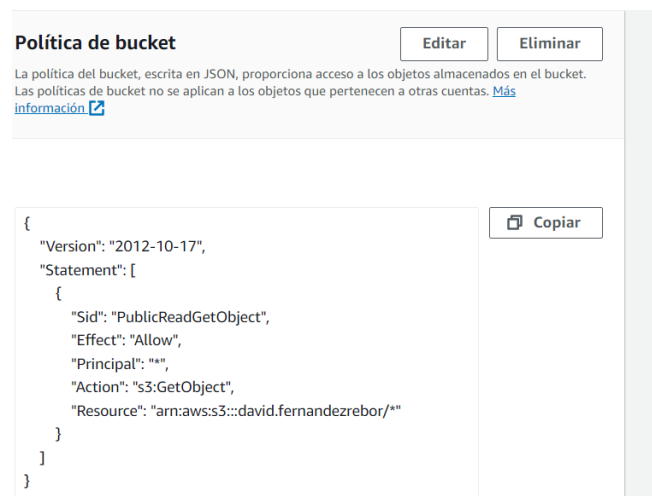 Política de bucket
Editar
Eliminar
La política del bucket, escrita en JSON, proporciona acceso a los objetos almacenados en el bucket.
Las políticas de bucket no se aplican a los objetos que pertenecen a otras cuentas. Más
información
Copiar
{
"Version": "2012-10-17",
"Statement": [
{
"Sid": "PublicReadGetObject",
"Effect": "Allow",
"Principal": "*",
"Action": "s3:GetObject",
"Resource": "arn:aws:s3:::david.fernandezrebor/*"
}
]
}